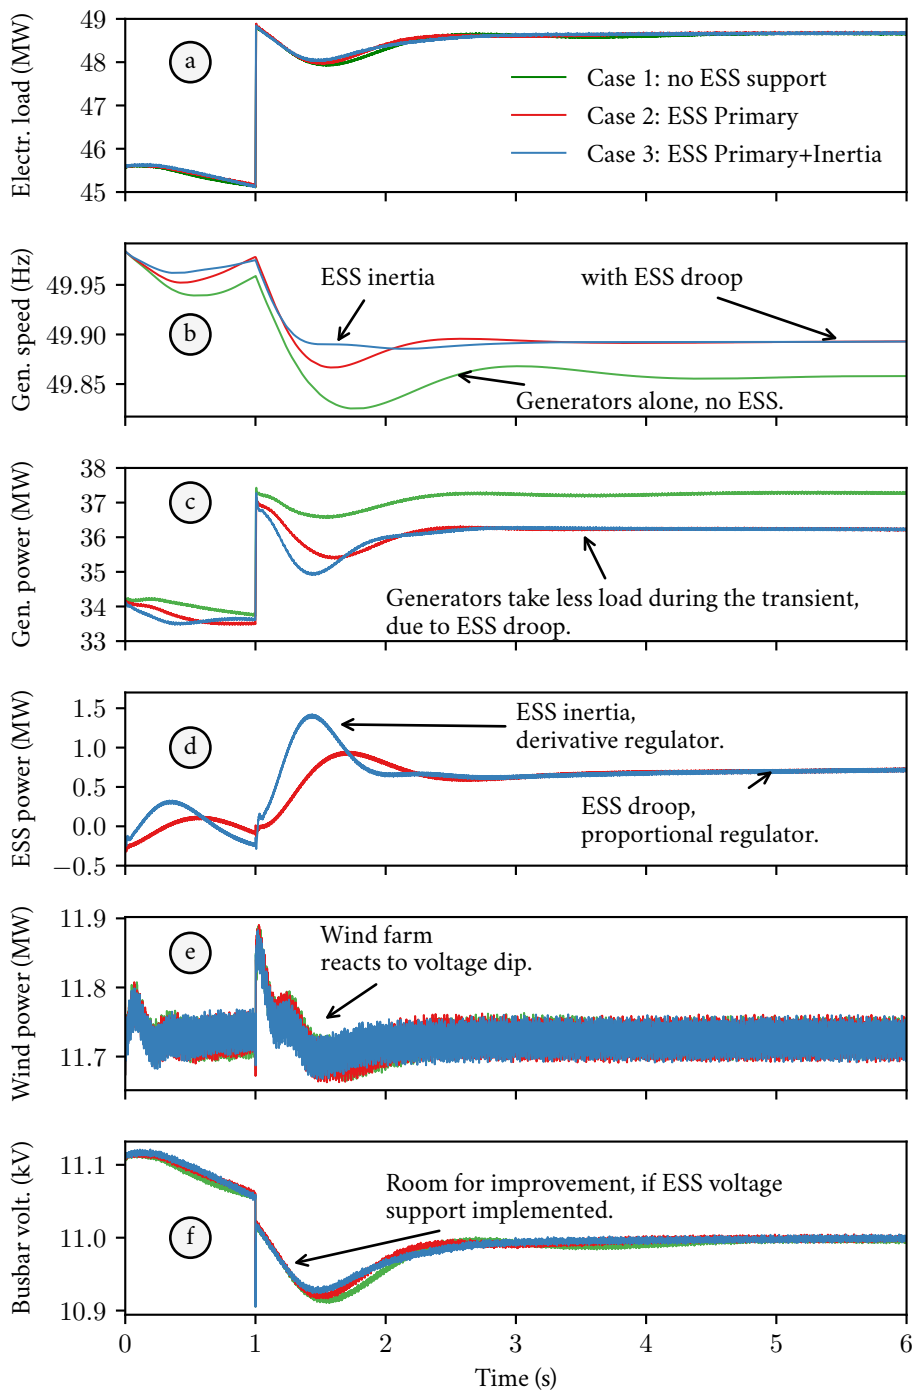 Electr. load (MW)
49
48
47
46
45
a
Case 1: no ESS support
Case 2: ESS Primary
Case 3: ESS Primary+Inertia
Gen. speed (Hz)
49.95
49.90
49.85
b
ESS inertia
with ESS droop
Generators alone, no ESS.
Gen. power (MW)
38
37
36
35
34
33
c
Generators take less load during the transient,
due to ESS droop.
ESS power (MW)
1.5
1.0
0.5
0.0
−0.5
d
ESS inertia,
derivative regulator.
ESS droop,
proportional regulator.
Wind power (MW)
11.9
11.8
11.7
e
Wind farm
reacts to voltage dip.
Busbar volt. (kV)
11.1
11.0
10.9
f
Room for improvement, if ESS voltage
support implemented.
0 1 2 3 4 5 6
Time (s)